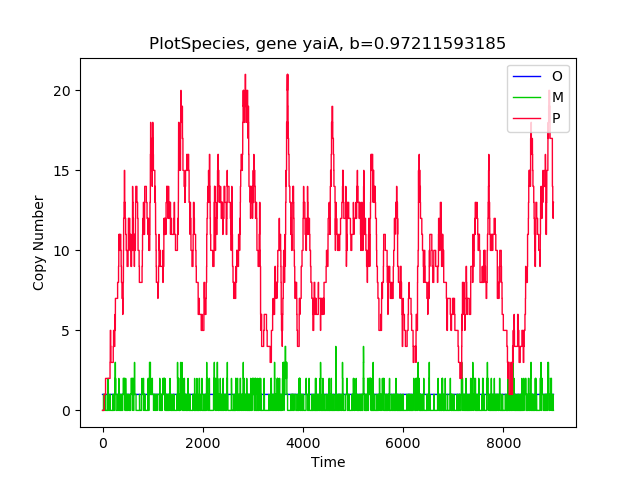 PlotSpecies, gene yaiA, b=0.97211593185
O
M
P
20
15
10
5
0
Copy Number
0 2000 4000 6000 8000
Time